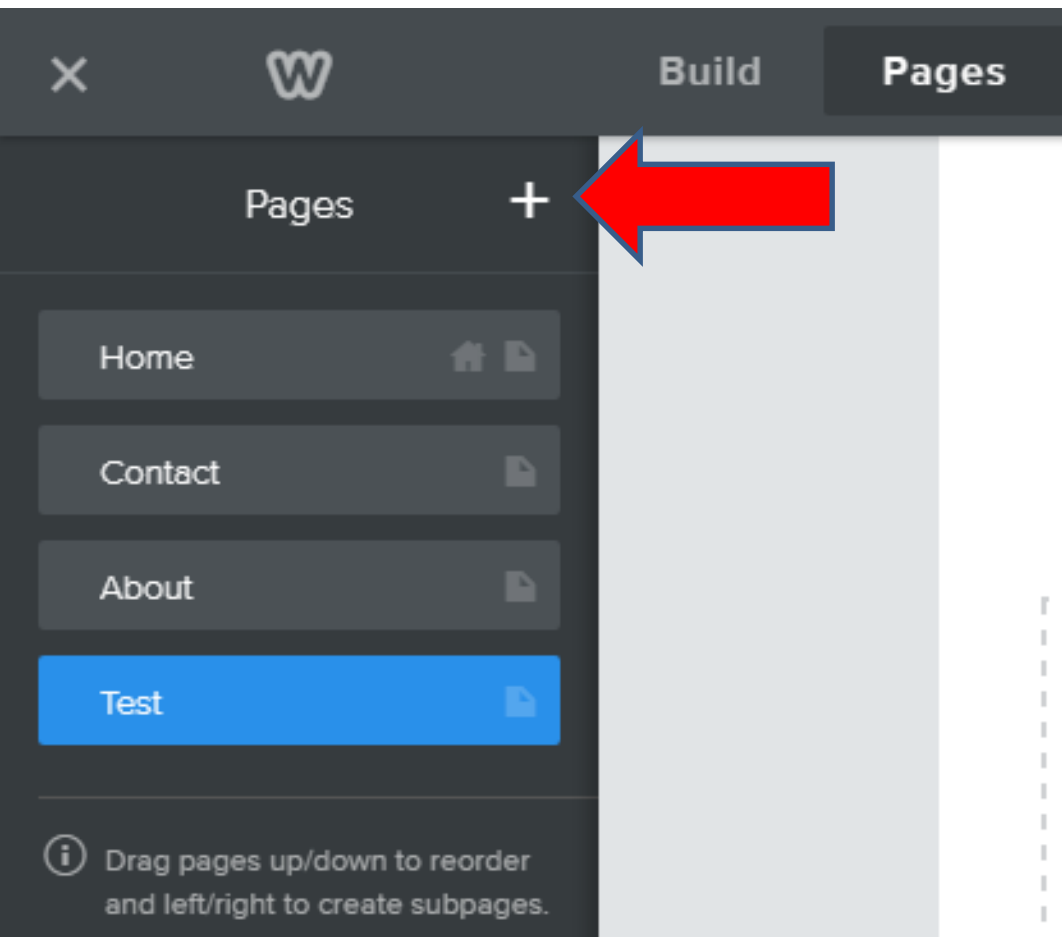 Build Pages
Pages
Home
Contact
About
Test
Drag pages up/down to reorder
and left/right to create subpages.